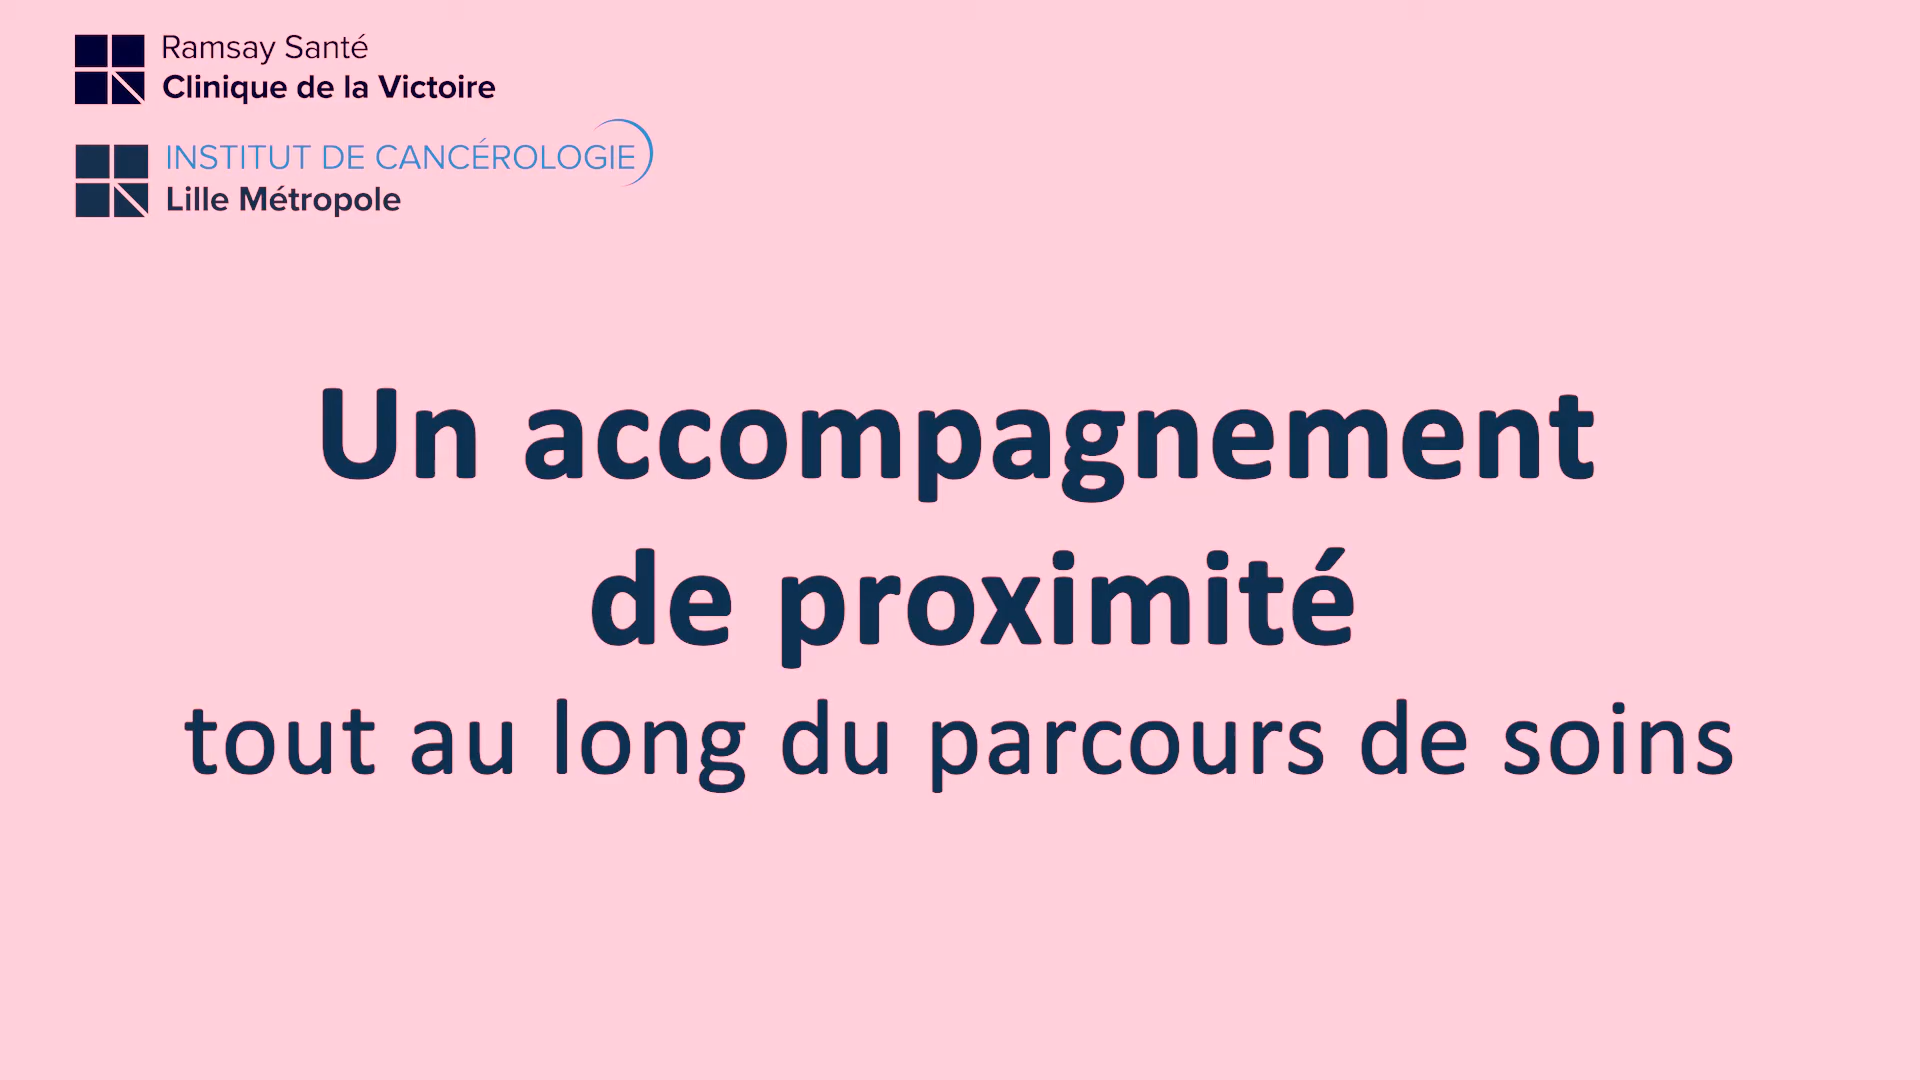 Ramsay Santé
Clinique de la Victoire
INSTITUT DE CANCÉROLOGIE
Lille Métropole
Un accompagnement
de proximité
tout au long du parcours de soins